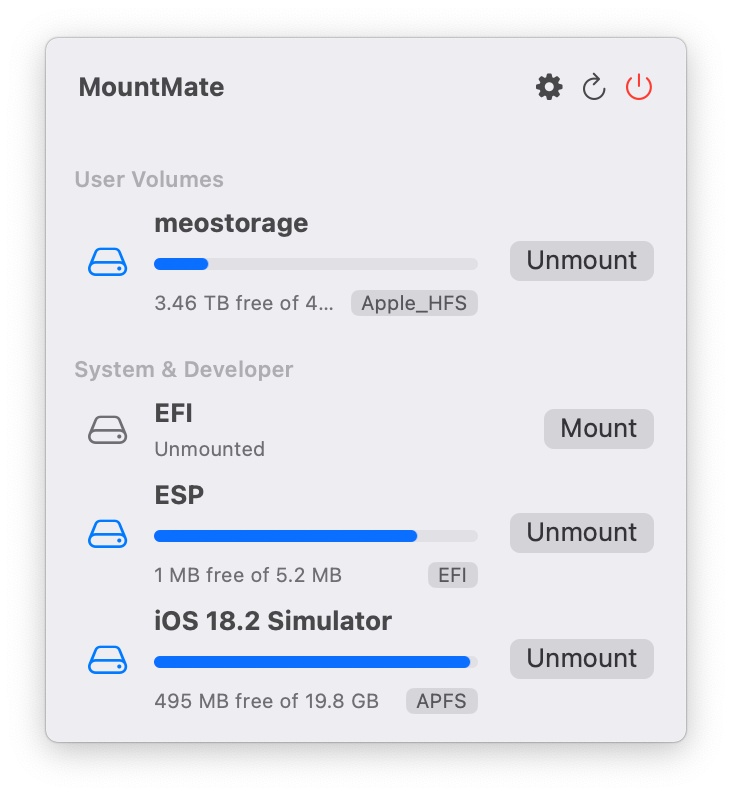 MountMate
User Volumes
meostorage
Unmount
3.46 TB free of 4... Apple_HFS
System & Developer
EFI
Unmounted
Mount
ESP
Unmount
1 MB free of 5.2 MB EFI
iOS 18.2 Simulator
Unmount
495 MB free of 19.8 GB APFS